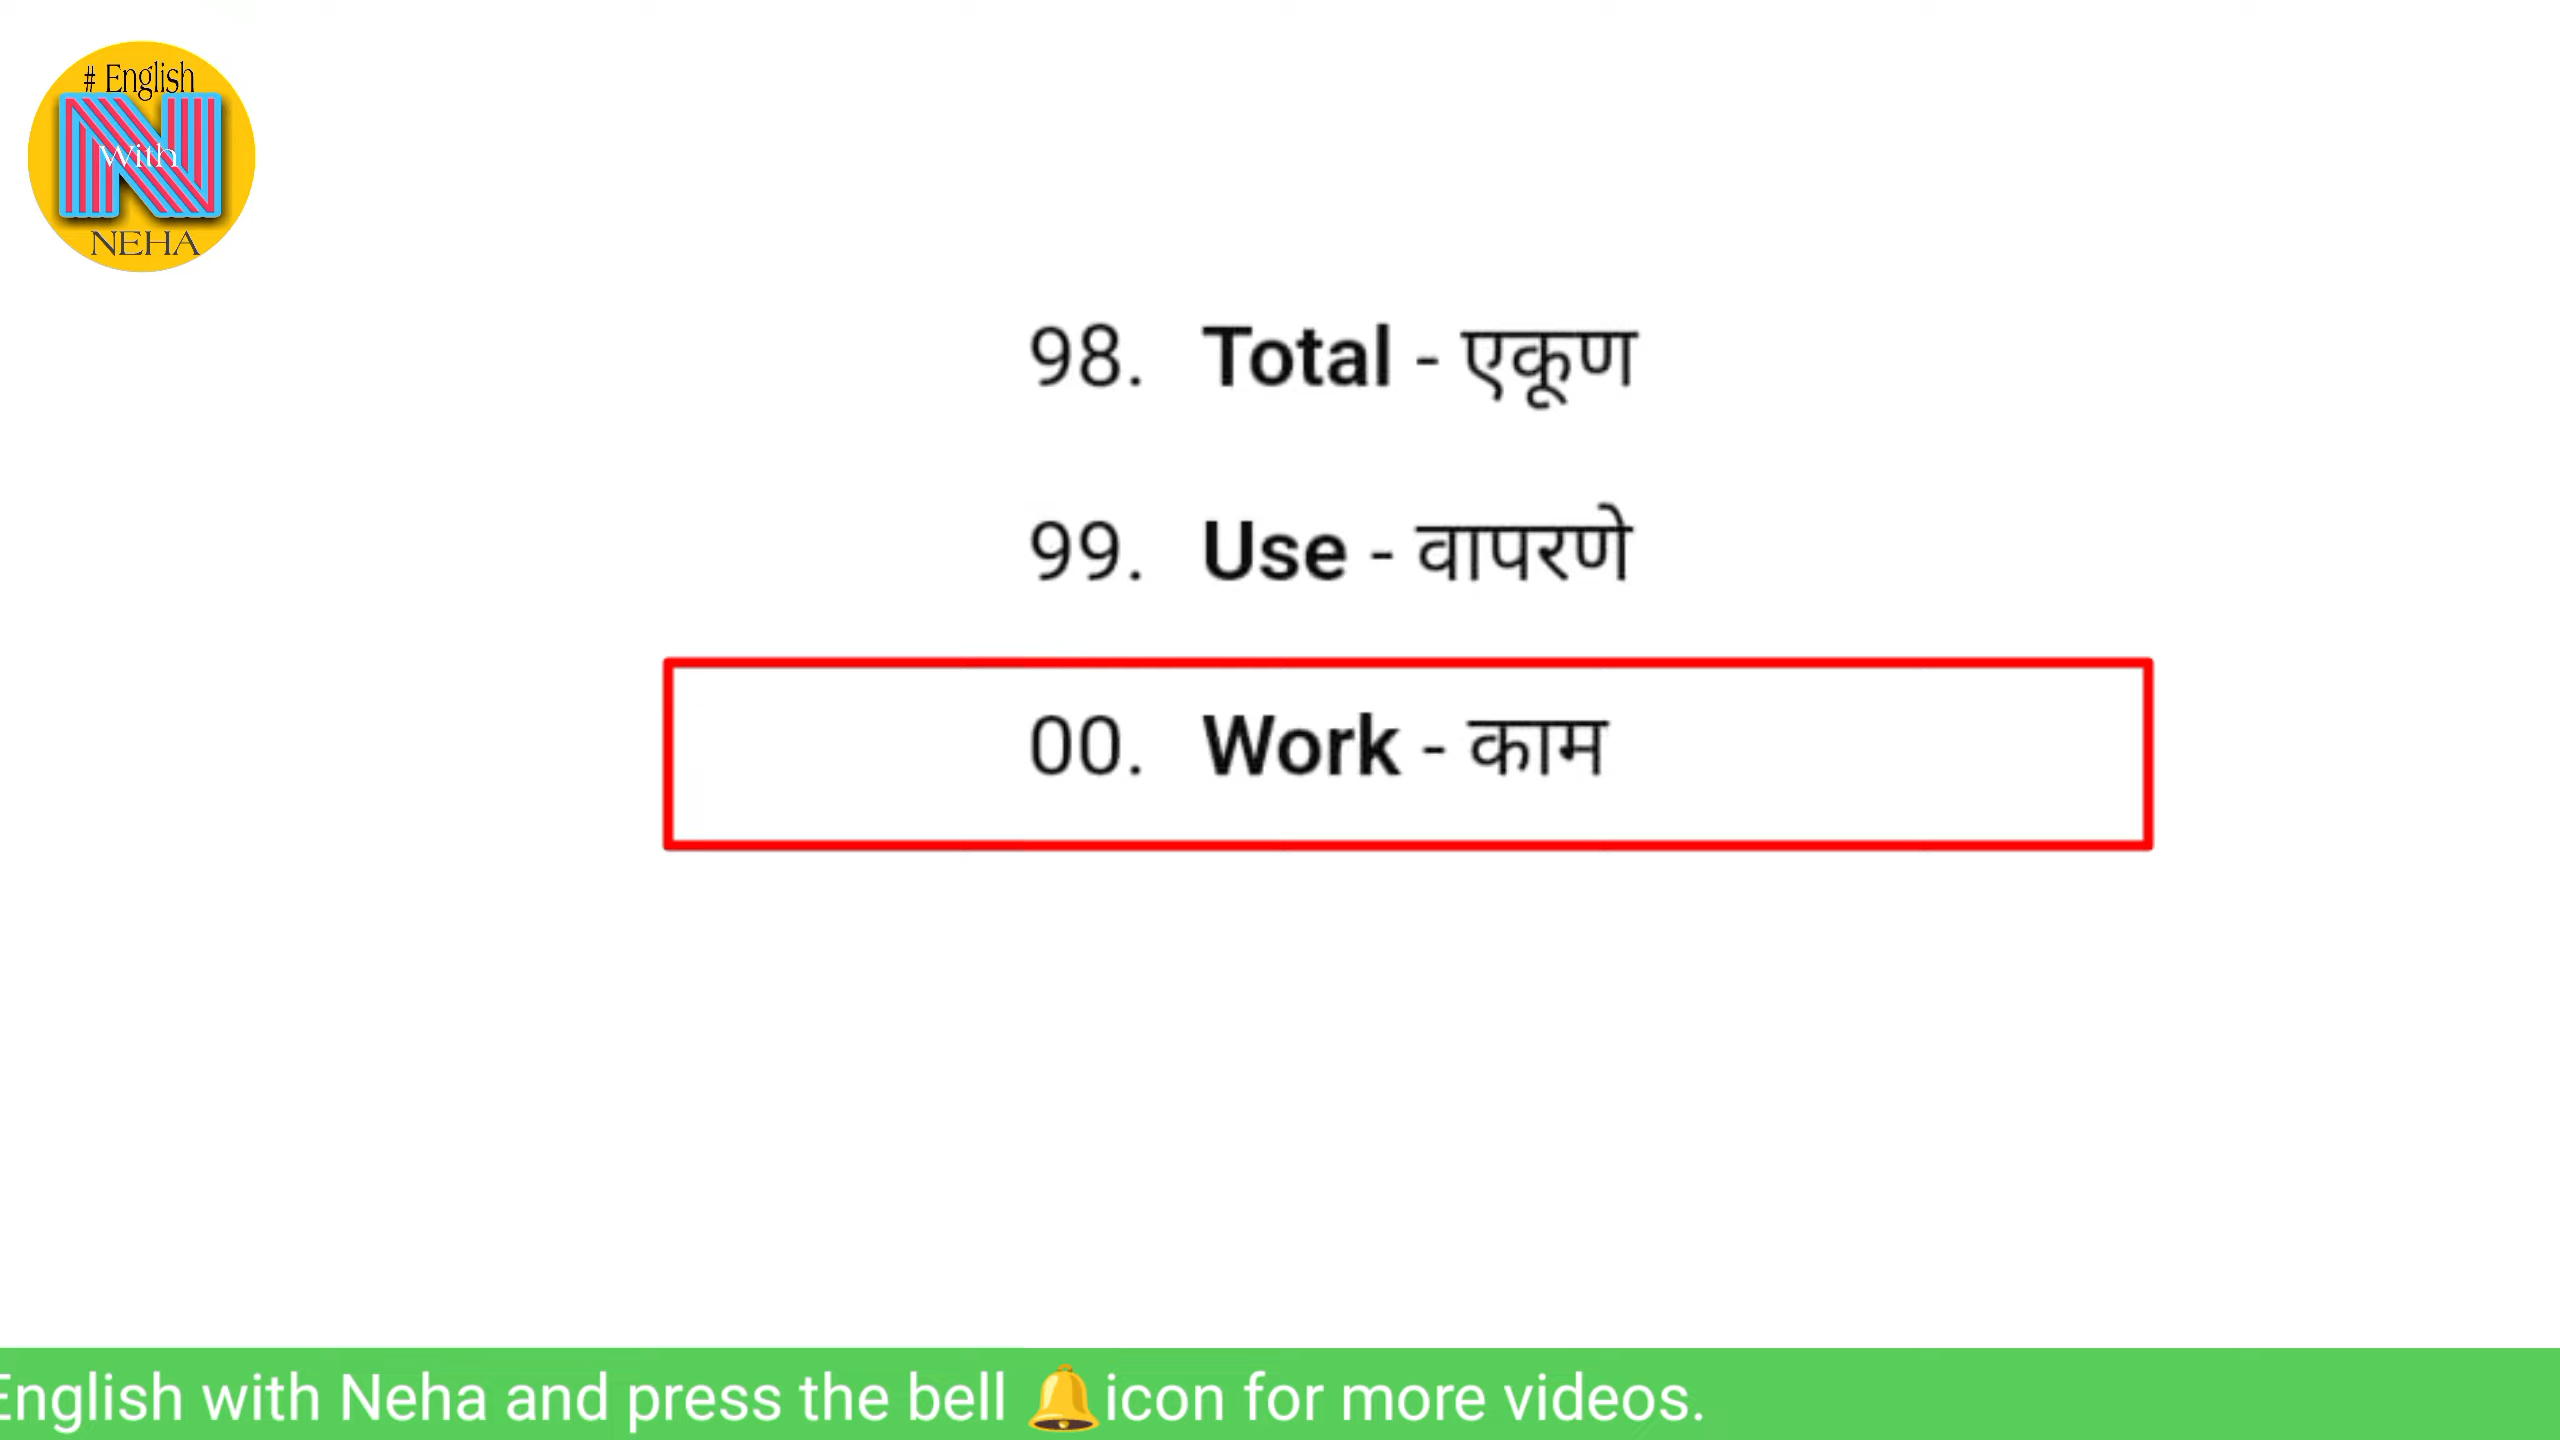 # English
With
NEHA
98. Total - एकूण
99. Use - वापरणे
00. Work - काम
English with Neha and press the bell 🔔icon for more videos.